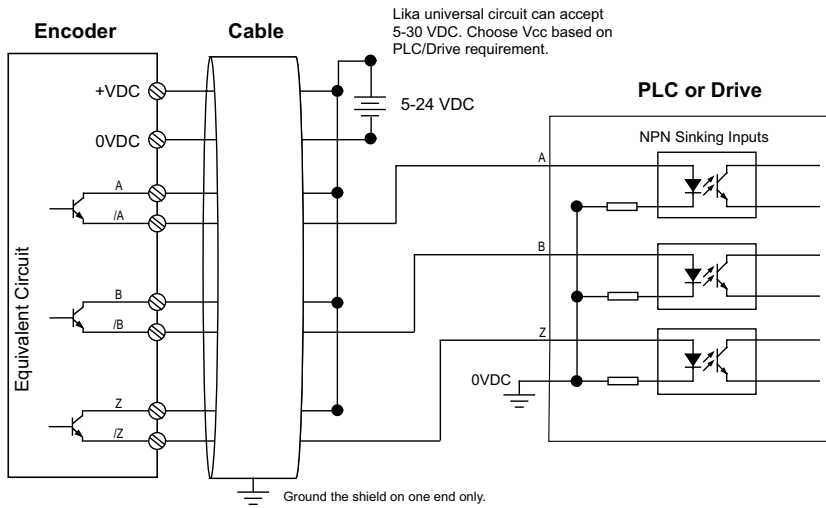 Lika universal circuit can accept
5-30 VDC. Choose Vcc based on
PLC/Drive requirement.
Encoder
Cable
PLC or Drive
+VDC
5-24 VDC
0VDC
NPN Sinking Inputs
A
A
/A
B
B
/B
Z
0VDC
Z
/Z
Equivalent Circuit
Ground the shield on one end only.